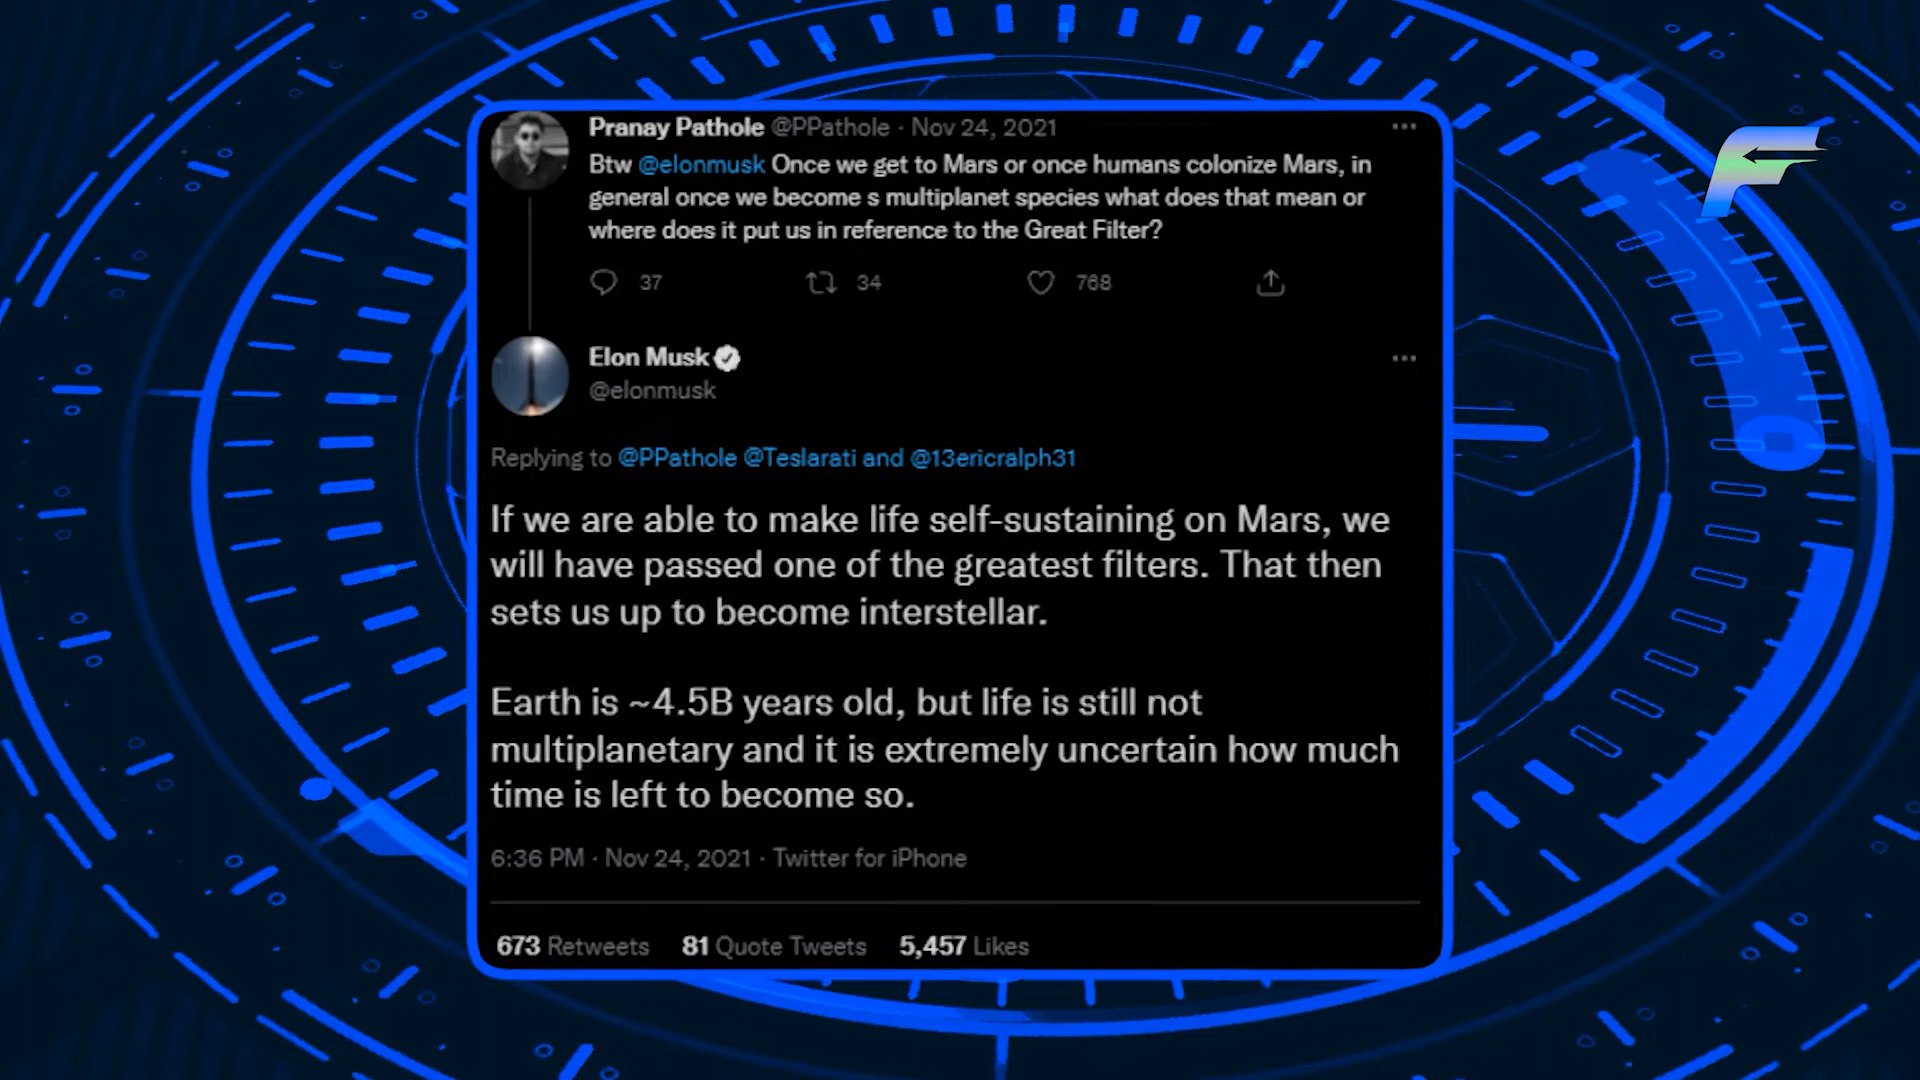 Pranay Pathole @PPathole · Nov 24, 2021
Btw @elonmusk Once we get to Mars or once humans colonize Mars, in
general once we become s multiplanet species what does that mean or
where does it put us in reference to the Great Filter?
37 34 768
Elon Musk
@elonmusk
Replying to @PPathole @Teslarati and @13ericralph31
If we are able to make life self-sustaining on Mars, we
will have passed one of the greatest filters. That then
sets us up to become interstellar.
Earth is ~4.5B years old, but life is still not
multiplanetary and it is extremely uncertain how much
time is left to become so.
6:36 PM · Nov 24, 2021 · Twitter for iPhone
673 Retweets 81 Quote Tweets 5,457 Likes
F